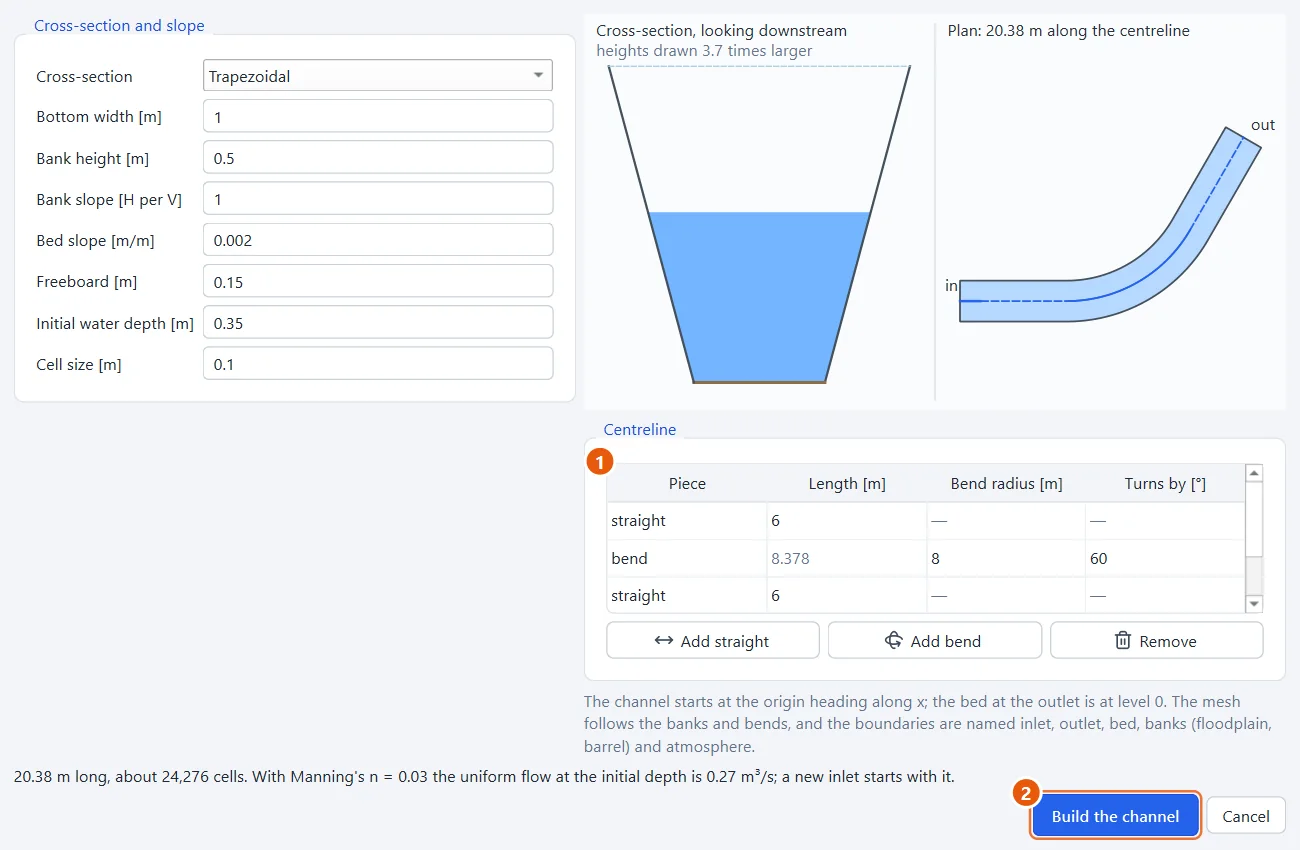 Cross-section and slope
Cross-section
Trapezoidal
Bottom width [m]
1
Bank height [m]
0.5
Bank slope [H per V]
1
Bed slope [m/m]
0.002
Freeboard [m]
0.15
Initial water depth [m]
0.35
Cell size [m]
0.1
Cross-section, looking downstream
heights drawn 3.7 times larger
Plan: 20.38 m along the centreline
out
in
Centreline
1
Piece Length [m] Bend radius [m] Turns by [°]
straight 6 — —
bend 8.378 8 60
straight 6 — —
Add straight Add bend Remove
The channel starts at the origin heading along x; the bed at the outlet is at level 0. The mesh
follows the banks and bends, and the boundaries are named inlet, outlet, bed, banks (floodplain,
barrel) and atmosphere.
20.38 m long, about 24,276 cells. With Manning's n = 0.03 the uniform flow at the initial depth is 0.27 m³/s; a new inlet starts with it.
2
Build the channel Cancel